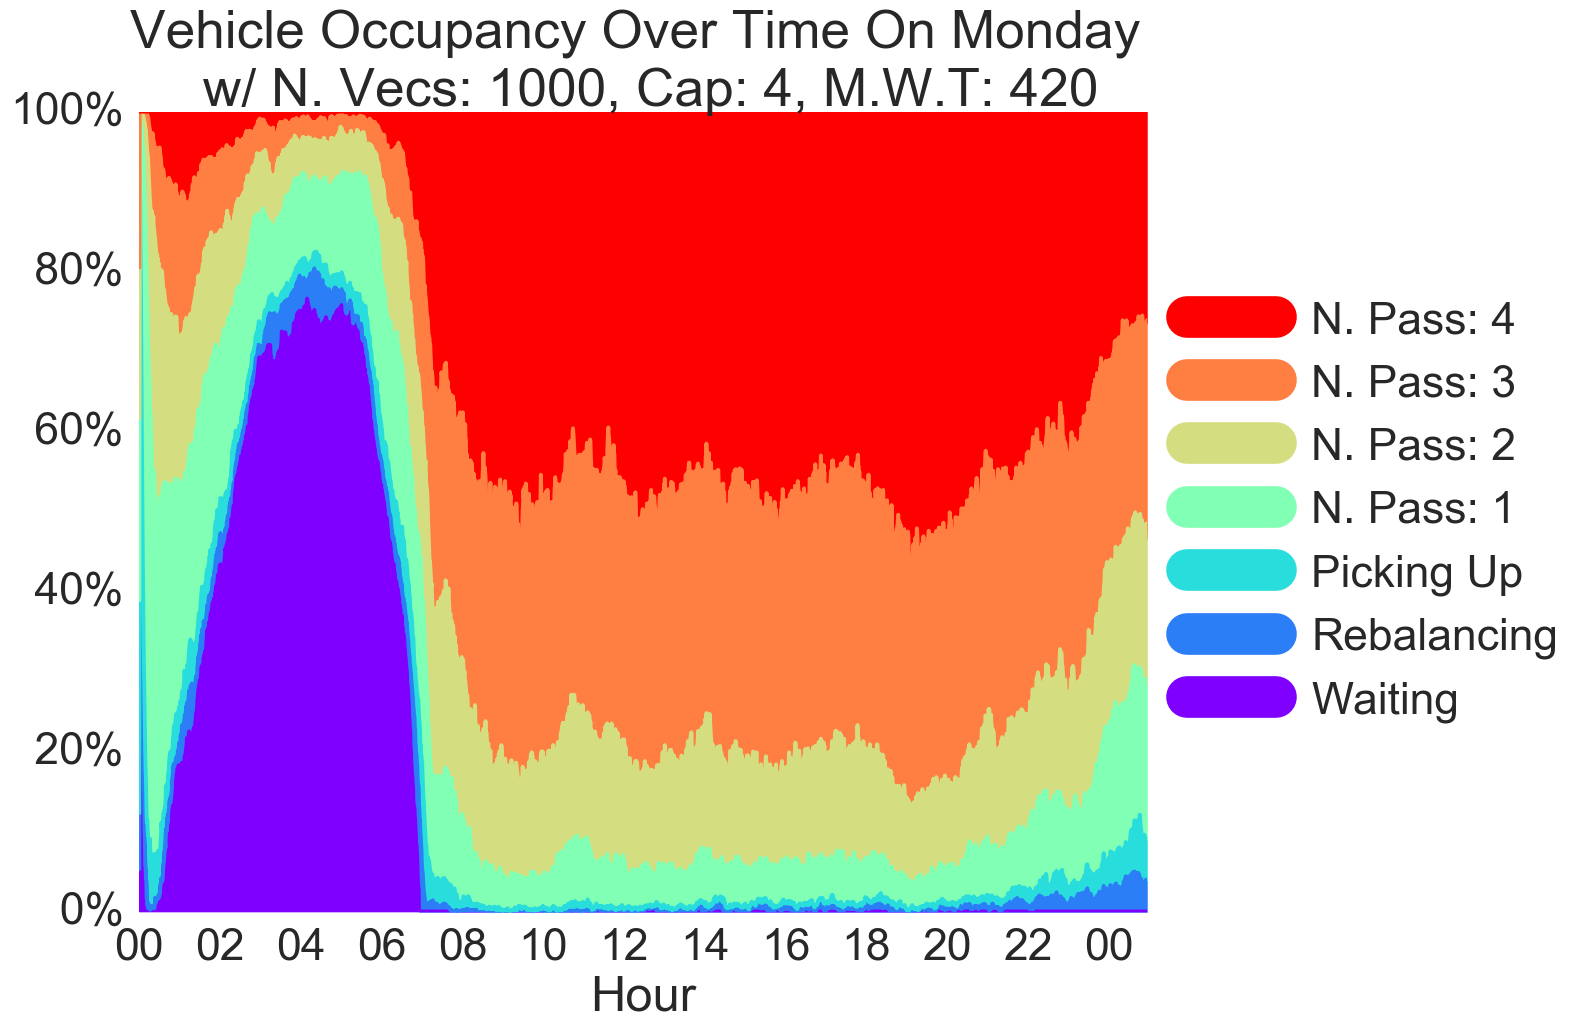 Vehicle Occupancy Over Time On Monday
w/ N. Vecs: 1000, Cap: 4, M.W.T: 420
100%
80%
60%
40%
20%
0%
00 02 04 06 08 10 12 14 16 18 20 22 00
Hour
N. Pass: 4
N. Pass: 3
N. Pass: 2
N. Pass: 1
Picking Up
Rebalancing
Waiting